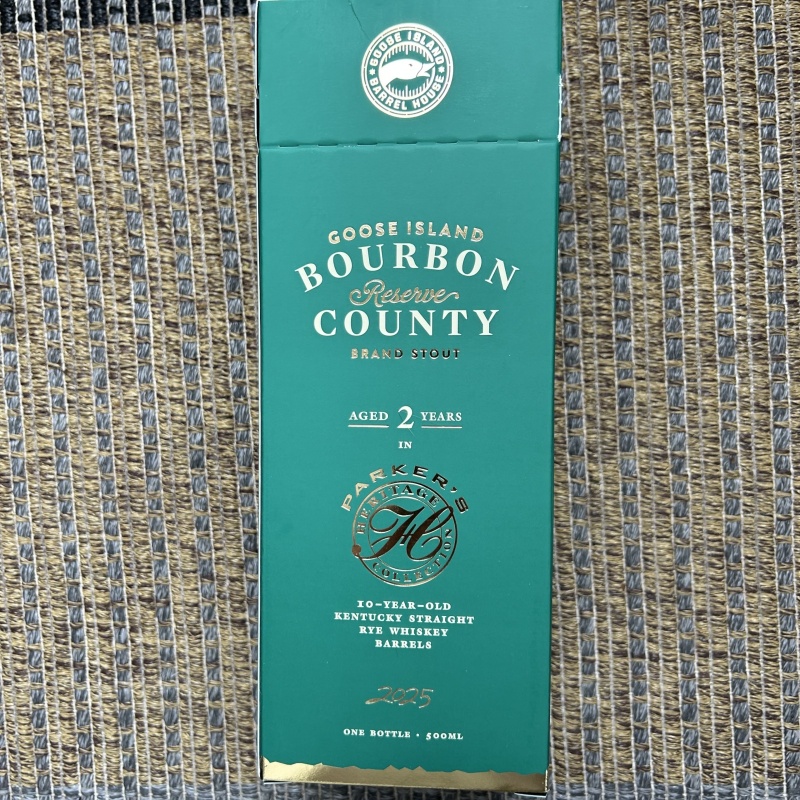 GOOSE ISLAND
BARREL HOUSE
GOOSE ISLAND
BOURBON
Reserve
COUNTY
BRAND STOUT
AGED 2 YEARS
IN
PARKER'S
HERITAGE
H
COLLECTION
10-YEAR-OLD
KENTUCKY STRAIGHT
RYE WHISKEY
BARRELS
2025
ONE BOTTLE · 500ML